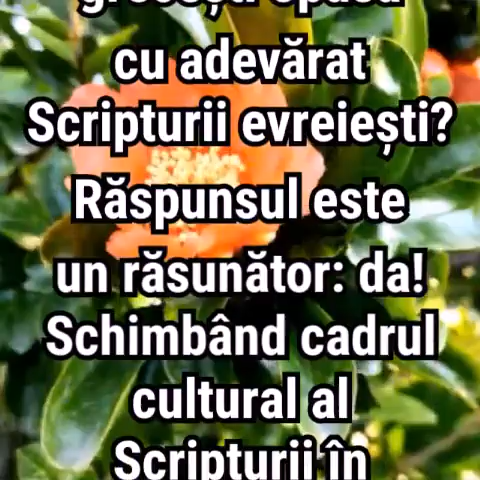 cu adevărat
Scripturii evreiești?
Răspunsul este
un răsunător: da!
Schimbând cadrul
cultural al
Scripturii în